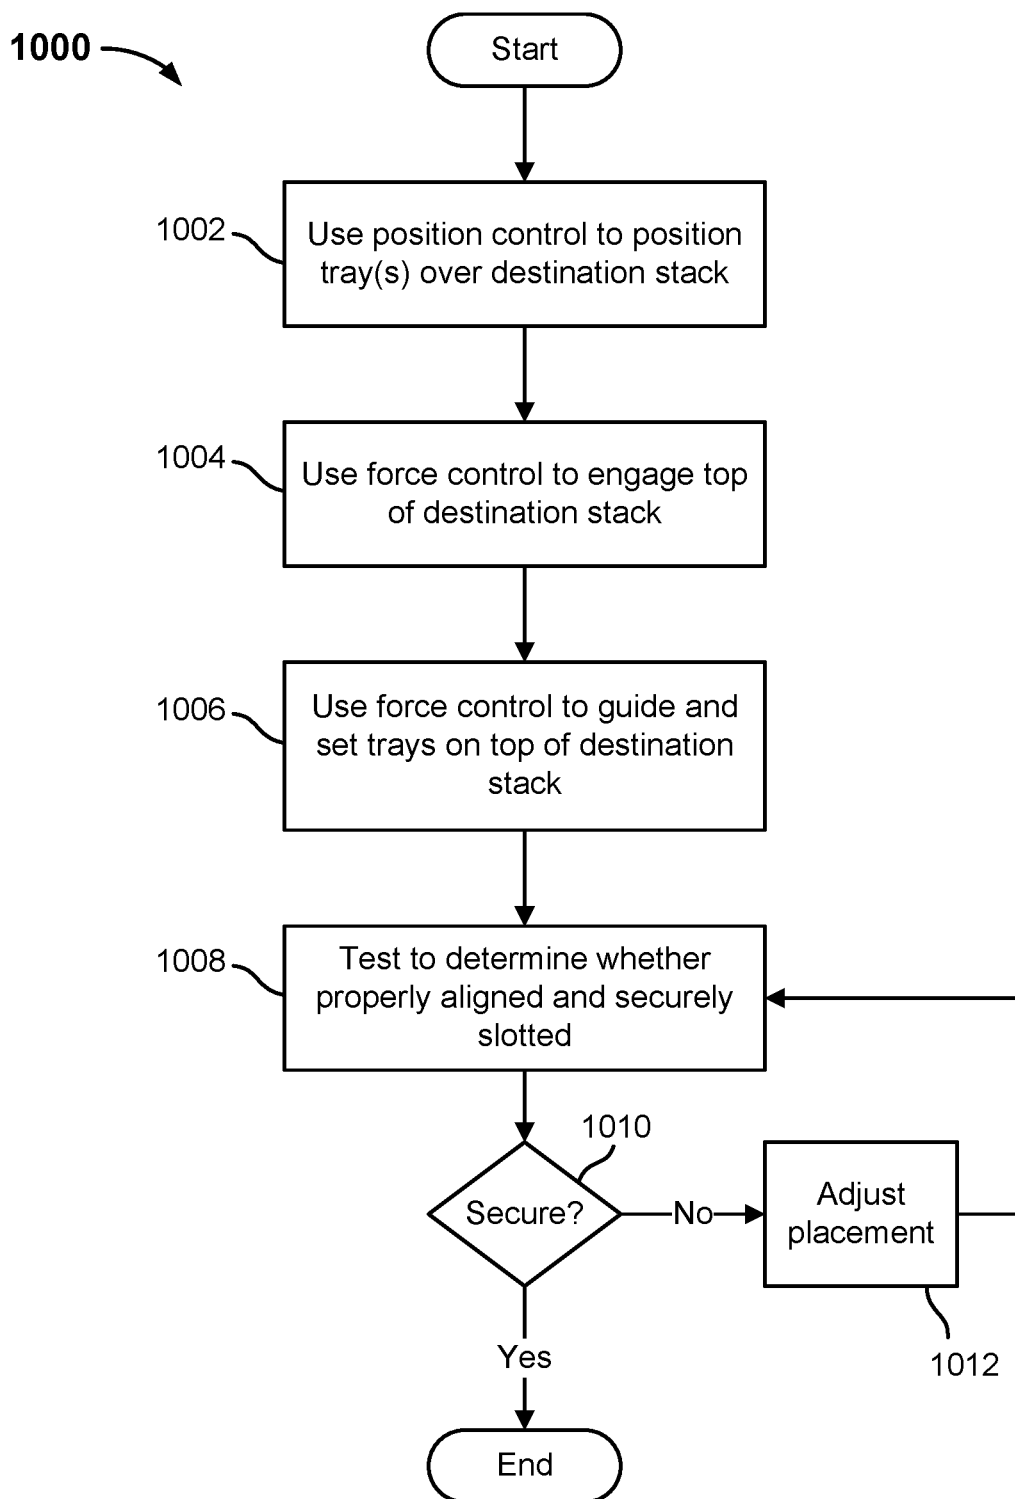 1000
Start
1002
Use position control to position
tray(s) over destination stack
1004
Use force control to engage top
of destination stack
1006
Use force control to guide and
set trays on top of destination
stack
1008
Test to determine whether
properly aligned and securely
slotted
1010
Secure?
No
Adjust
placement
1012
Yes
End